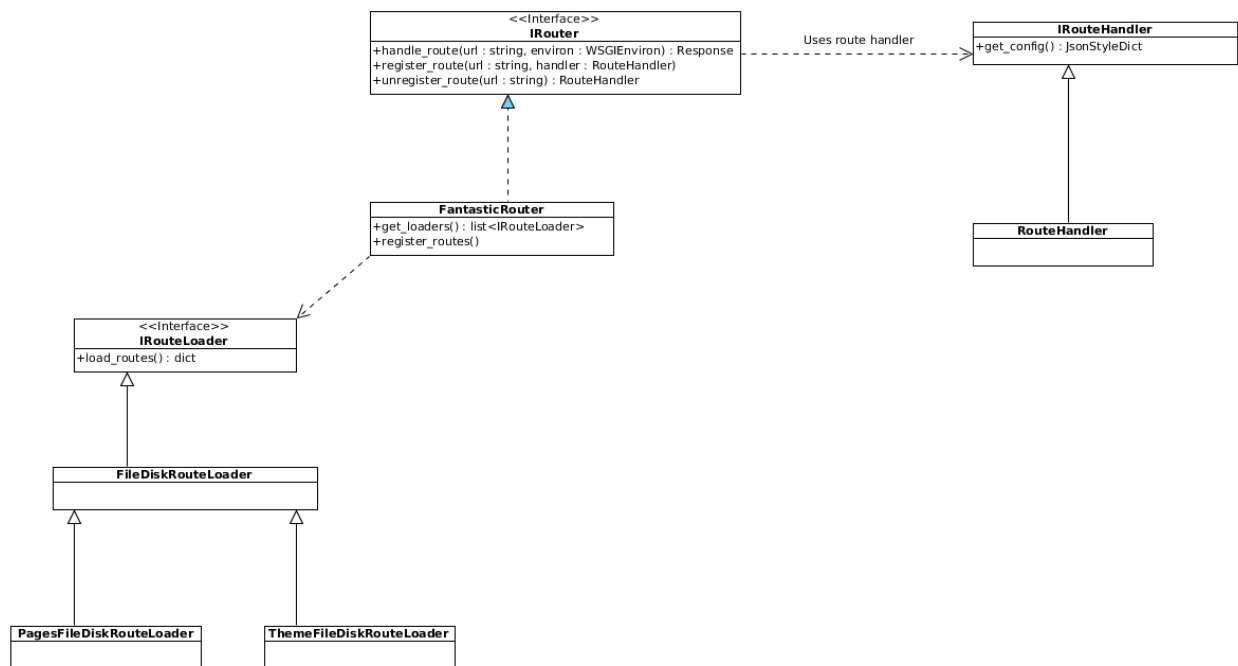 <<Interface>>
IRouter
+handle_route(url : string, environ : WSGIEnviron) : Response
+register_route(url : string, handler : RouteHandler)
+unregister_route(url : string) : RouteHandler
Uses route handler
IRouteHandler
+get_config() : JsonStyleDict
FantasticRouter
+get_loaders() : list<IRouteLoader>
+register_routes()
RouteHandler
<<Interface>>
IRouteLoader
+load_routes() : dict
FileDiskRouteLoader
PagesFileDiskRouteLoader
ThemeFileDiskRouteLoader